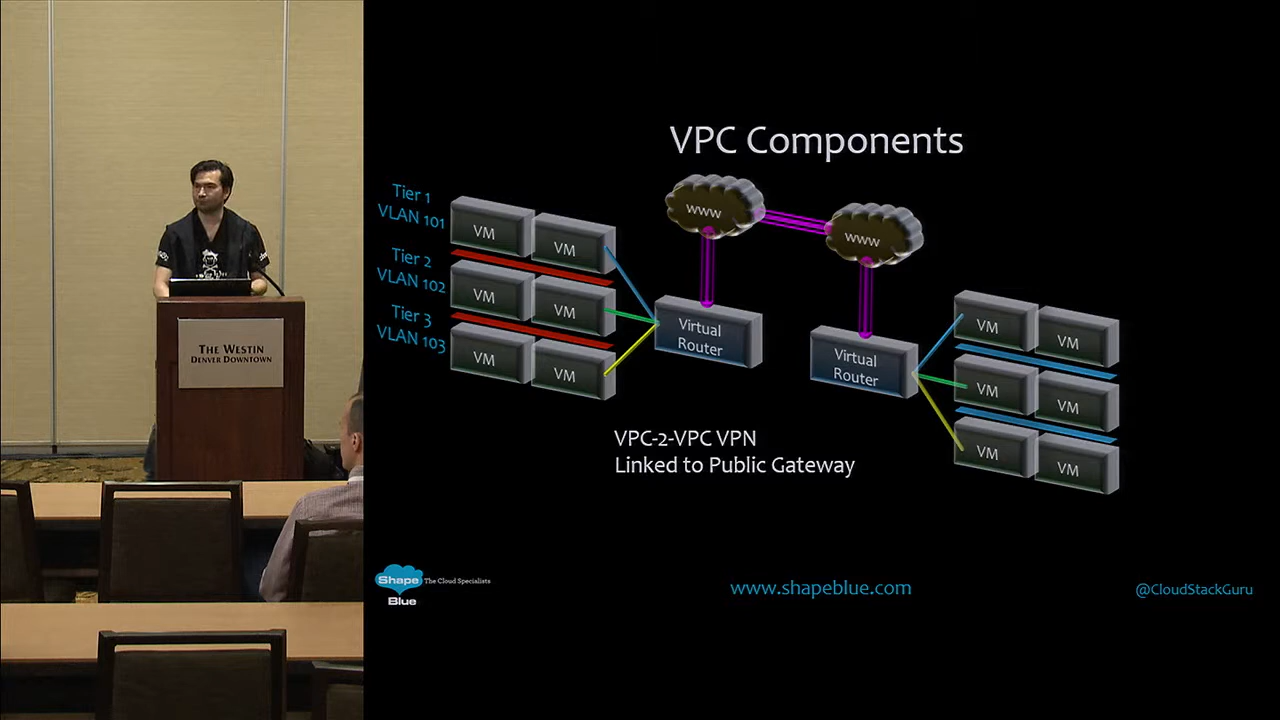 VPC Components
Tier 1
VLAN 101
Tier 2
VLAN 102
Tier 3
VLAN 103
VM
VM
VM
VM
VM
VM
www
www
Virtual
Router
Virtual
Router
VM
VM
VM
VM
VM
VM
VPC-2-VPC VPN
Linked to Public Gateway
Shape
Blue
The Cloud Specialists
www.shapeblue.com
@CloudStackGuru
THE WESTIN
DENVER DOWNTOWN